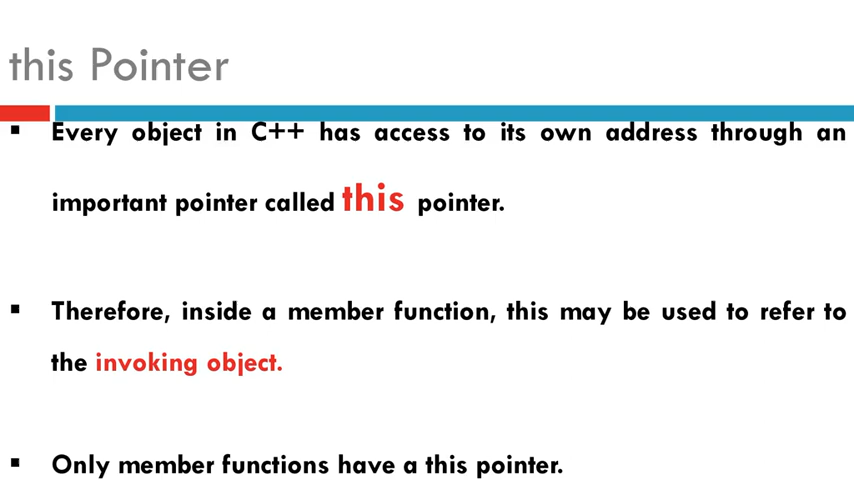 this Pointer
▪ Every object in C++ has access to its own address through an
important pointer called this pointer.
▪ Therefore, inside a member function, this may be used to refer to
the invoking object.
▪ Only member functions have a this pointer.